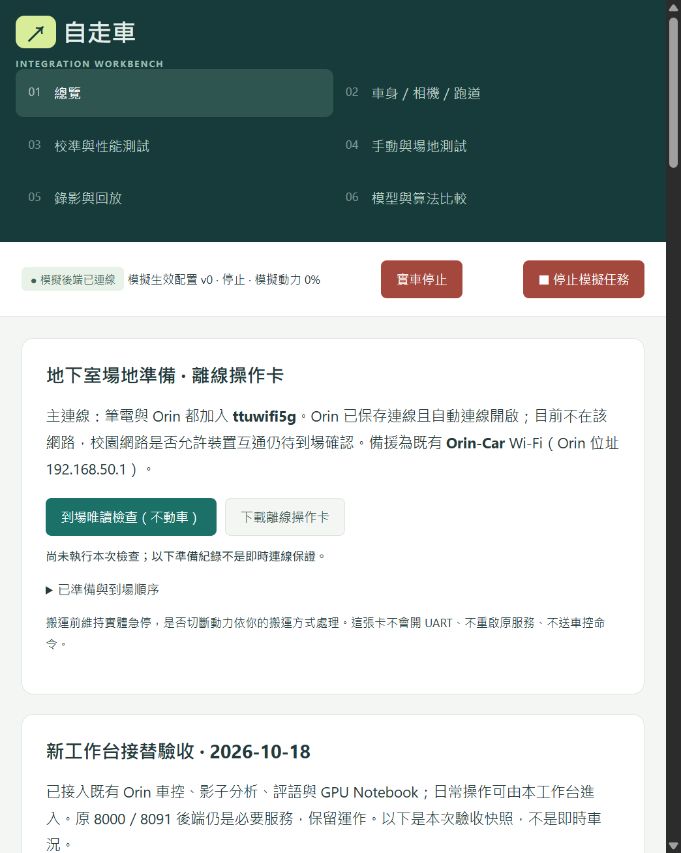 自走車
INTEGRATION WORKBENCH
01 總覽
02 車身 / 相機 / 跑道
03 校準與性能測試
04 手動與場地測試
05 錄影與回放
06 模型與算法比較
● 模擬後端已連線 模擬生效配置 v0 · 停止 · 模擬動力 0%
實車停止
■ 停止模擬任務
地下室場地準備 · 離線操作卡
主連線：筆電與 Orin 都加入 ttuwifi5g。Orin 已保存連線且自動連線開啟；目前不在該
網路，校園網路是否允許裝置互通仍待到場確認。備援為既有 Orin-Car Wi-Fi（Orin 位址
192.168.50.1）。
到場唯讀檢查（不動車）
下載離線操作卡
尚未執行本次檢查；以下準備紀錄不是即時連線保證。
▶ 已準備與到場順序
搬運前維持實體急停，是否切斷動力依你的搬運方式處理。這張卡不會開 UART、不重啟原服務、不送車控命
令。
新工作台接替驗收 · 2026-10-18
已接入既有 Orin 車控、影子分析、評語與 GPU Notebook；日常操作可由本工作台進
入。原 8000 / 8091 後端仍是必要服務，保留運作。以下是本次驗收快照，不是即時車
況。